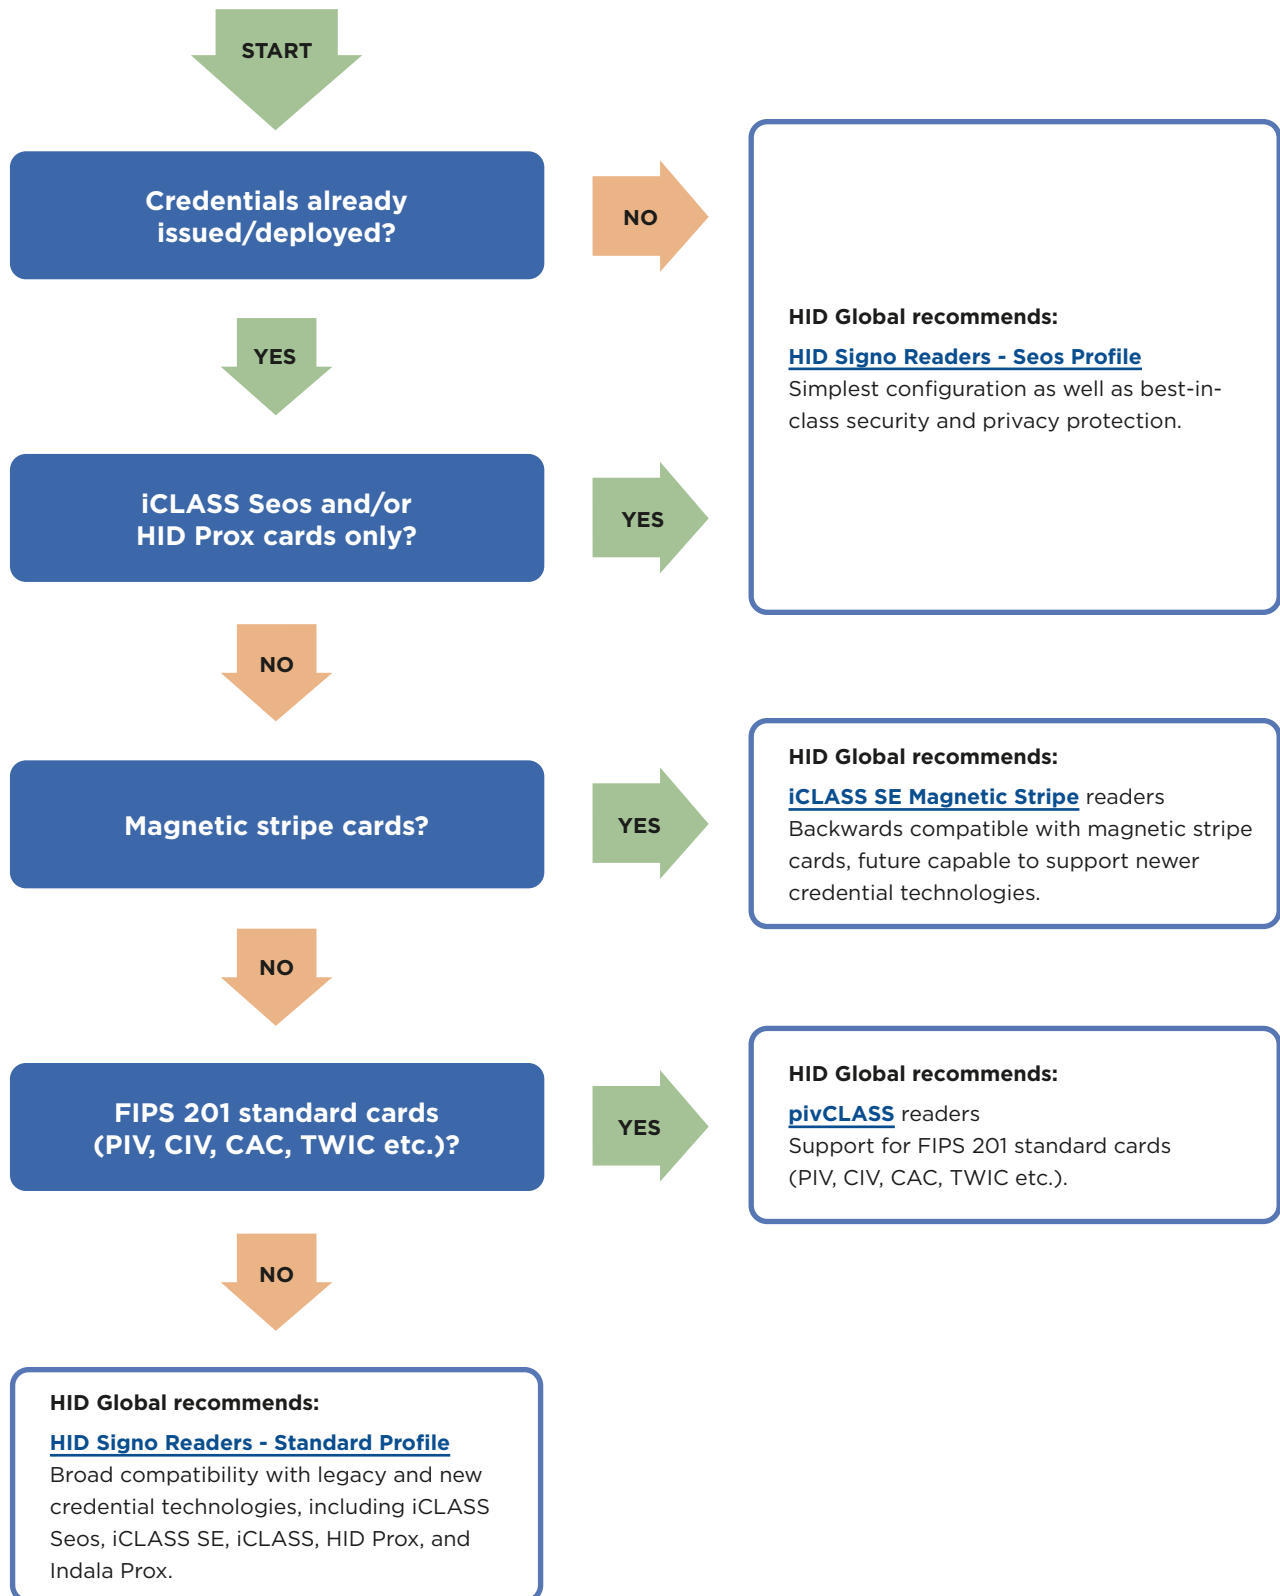 START
Credentials already
issued/deployed?
NO
YES
HID Global recommends:
HID Signo Readers - Seos Profile
Simplest configuration as well as best-in-
class security and privacy protection.
iCLASS Seos and/or
HID Prox cards only?
YES
NO
Magnetic stripe cards?
YES
HID Global recommends:
iCLASS SE Magnetic Stripe readers
Backwards compatible with magnetic stripe
cards, future capable to support newer
credential technologies.
NO
FIPS 201 standard cards
(PIV, CIV, CAC, TWIC etc.)?
YES
HID Global recommends:
pivCLASS readers
Support for FIPS 201 standard cards
(PIV, CIV, CAC, TWIC etc.).
NO
HID Global recommends:
HID Signo Readers - Standard Profile
Broad compatibility with legacy and new
credential technologies, including iCLASS
Seos, iCLASS SE, iCLASS, HID Prox, and
Indala Prox.